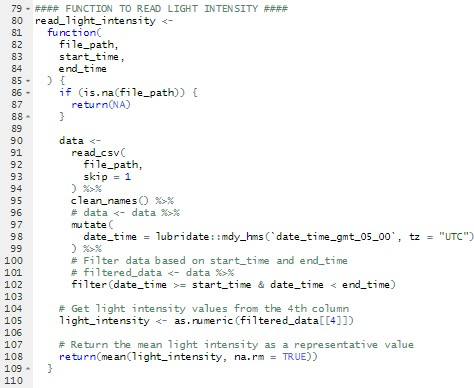 79 #### FUNCTION TO READ LIGHT INTENSITY ####
80 read_light_intensity <-
81   function(
82     file_path,
83     start_time,
84     end_time
85   ) {
86     if (is.na(file_path)) {
87       return(NA)
88     }
89
90     data <-
91       read_csv(
92         file_path,
93         skip = 1
94       ) %>%
95       clean_names() %>%
96       # data <- data %>%
97       mutate(
98         date_time = lubridate::mdy_hms(`date_time_gmt_05_00`, tz = "UTC")
99       ) %>%
100       # Filter data based on start_time and end_time
101       # filtered_data <- data %>%
102       filter(date_time >= start_time & date_time < end_time)
103
104     # Get light intensity values from the 4th column
105     light_intensity <- as.numeric(filtered_data[[4]])
106
107     # Return the mean light intensity as a representative value
108     return(mean(light_intensity, na.rm = TRUE))
109   }
110